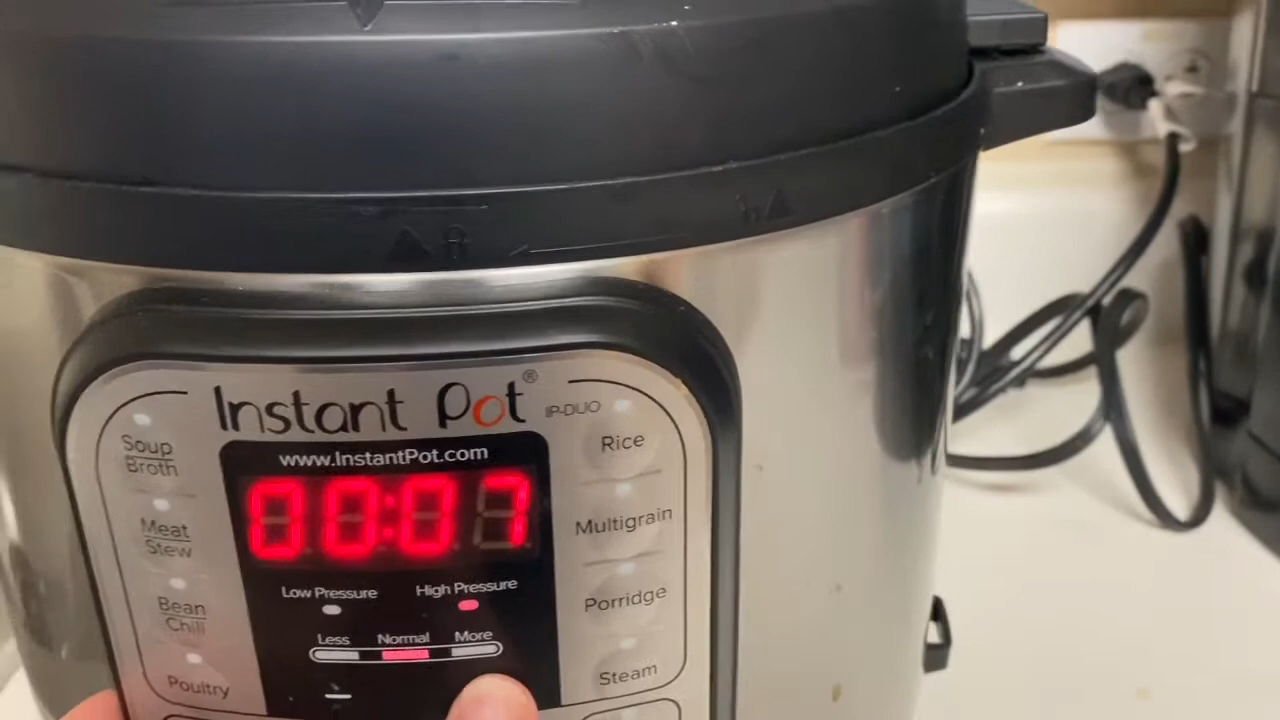 Instant Pot® IP-DUO
www.InstantPot.com
00:07
Soup
Broth
Meat
Stew
Bean
Chili
Poultry
Rice
Multigrain
Porridge
Steam
Low Pressure
High Pressure
Less
Normal
More